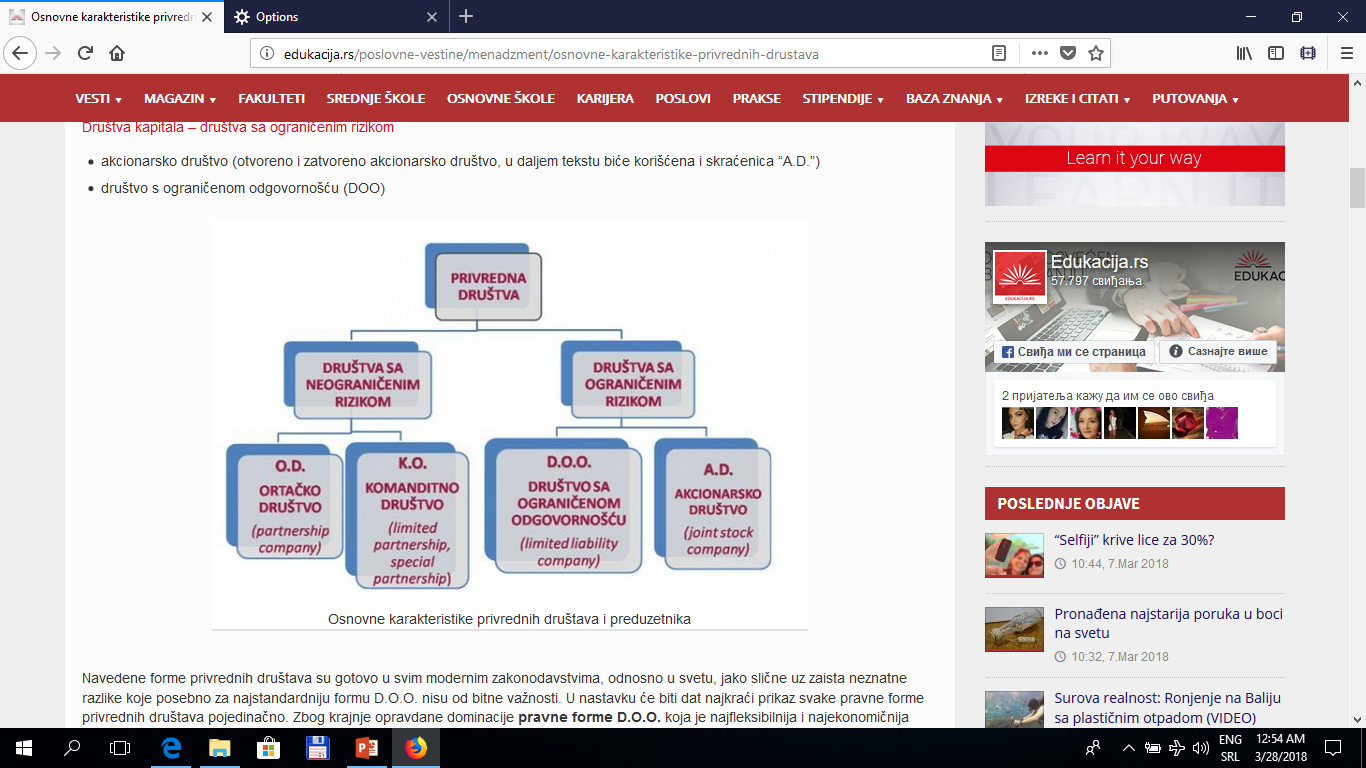 Osnovne karakteristike privredn
Options
edukacija.rs/poslovne-vestine/menadzment/osnovne-karakteristike-privrednih-drustava
VESTI
MAGAZIN
FAKULTETI
SREDNJE ŠKOLE
OSNOVNE ŠKOLE
KARIJERA
POSLOVI
PRAKSE
STIPENDIJE
BAZA ZNANJA
IZREKE I CITATI
PUTOVANJA
Društva kapitala – društva sa ograničenim rizikom
akcionarsko društvo (otvoreno i zatvoreno akcionarsko društvo, u daljem tekstu biće korišćena i skraćenica “A.D.”)
društvo s ograničenom odgovornošću (DOO)
PRIVREDNA
DRUŠTVA
DRUŠTVA SA
NEOGRANIČENIM
RIZIKOM
DRUŠTVA SA
OGRANIČENIM
RIZIKOM
O.D.
ORTAČKO
DRUŠTVO
(partnership
company)
K.O.
KOMANDITNO
DRUŠTVO
(limited
partnership,
special
partnership)
D.O.O.
DRUŠTVO SA
OGRANIČENOM
ODGOVORNOŠĆU
(limited liability
company)
A.D.
AKCIONARSKO
DRUŠTVO
(joint stock
company)
Osnovne karakteristike privrednih društava i preduzetnika
Navedene forme privrednih društava su gotovo u svim modernim zakonodavstvima, odnosno u svetu, jako slične uz zaista neznatne
razlike koje posebno za najstandardniju formu D.O.O. nisu od bitne važnosti. U nastavku će biti dat najkraći prikaz svake pravne forme
privrednih društava pojedinačno. Zbog krajnje opravdane dominacije pravne forme D.O.O. koja je najfleksibilnija i najekonomičnija
Learn it your way
Edukacija.rs
57.797 свиђања
EDUKACIJA.RS
Свиђа ми се страница
Сазнајте више
2 пријатеља кажу да им се ово свиђа
POSLEDNJE OBJAVE
“Selfiji” krive lice za 30%?
10:44, 7.Mar 2018
Pronađena najstarija poruka u boci
na svetu
10:32, 7.Mar 2018
Surova realnost: Ronjenje na Baliju
sa plastičnim otpadom (VIDEO)
ENG
SRL
12:54 AM
3/28/2018